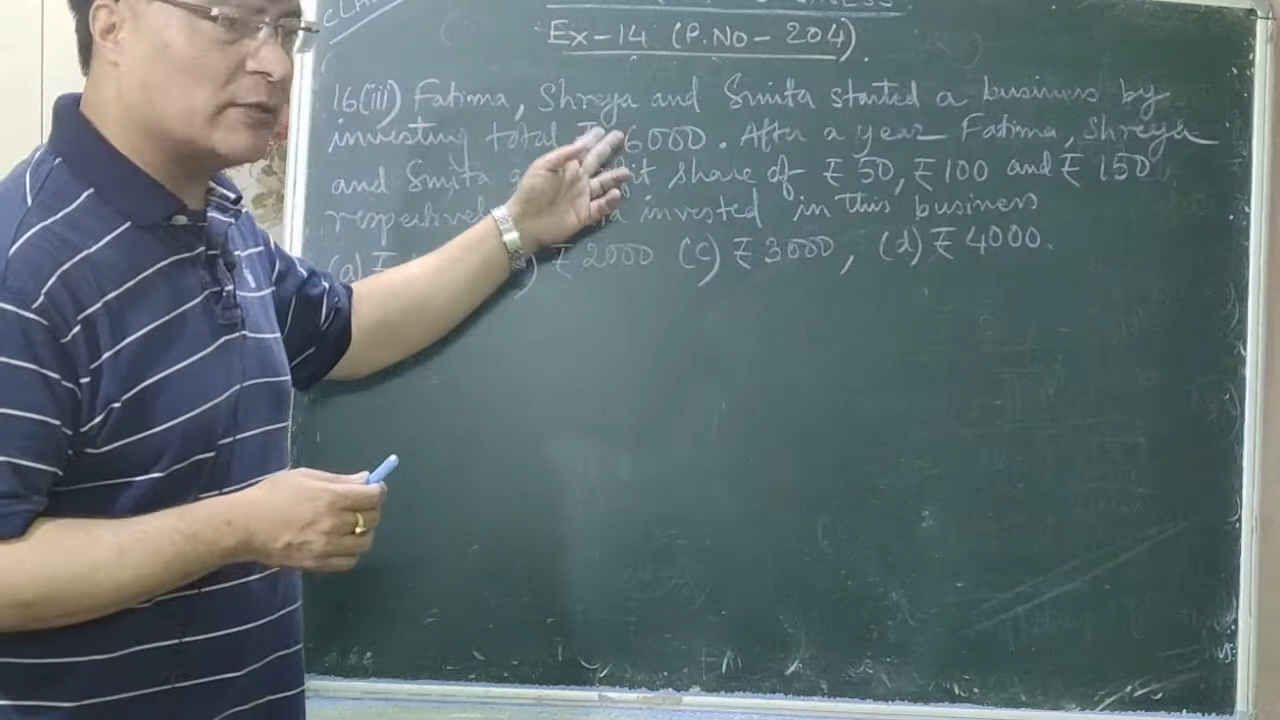 Ex-14 (P.No- 204).
16(iii) Fatima, Shreya and Smita started a business by
investing total ₹6000. After a year Fatima, Shreya
and Smita share of ₹50, ₹100 and ₹150
invested in this business
(a) ₹ ₹2000 (c) ₹3000, (d) ₹4000.